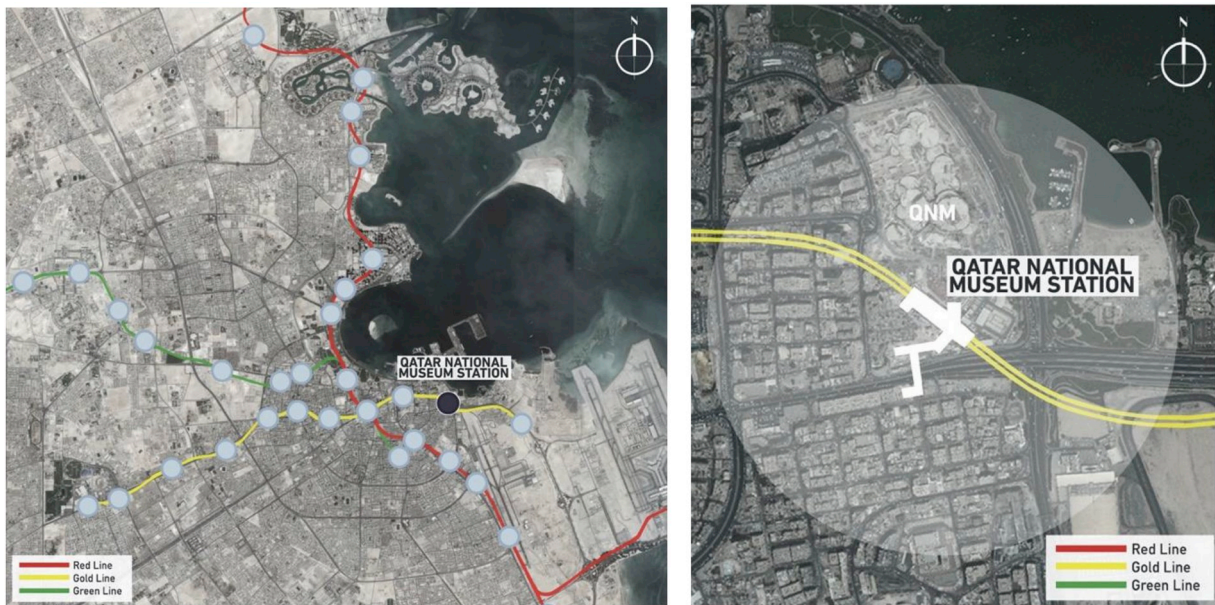 N
QATAR NATIONAL
MUSEUM STATION
Red Line
Gold Line
Green Line
N
QNM
QATAR NATIONAL
MUSEUM STATION
Red Line
Gold Line
Green Line